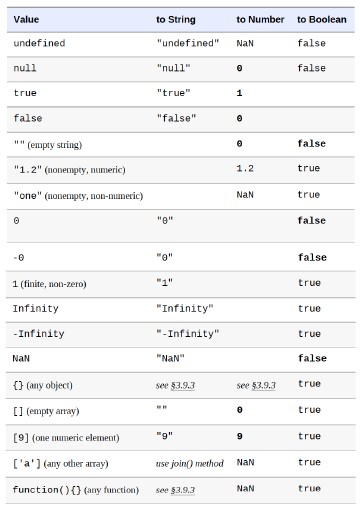 Value to String to Number to Boolean
undefined "undefined" NaN false
null "null" 0 false
true "true" 1
false "false" 0
"" (empty string) 0 false
"1.2" (nonempty, numeric) 1.2 true
"one" (nonempty, non-numeric) NaN true
0 "0" false
-0 "0" false
1 (finite, non-zero) "1" true
Infinity "Infinity" true
-Infinity "-Infinity" true
NaN "NaN" false
{} (any object) see §3.9.3 see §3.9.3 true
[] (empty array) "" 0 true
[9] (one numeric element) "9" 9 true
['a'] (any other array) use join() method NaN true
function(){} (any function) see §3.9.3 NaN true